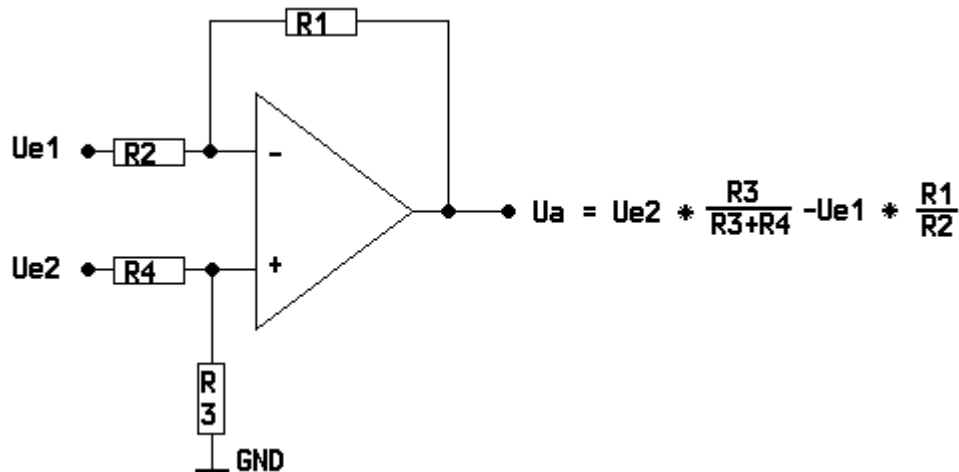 R1
Ue1
R2
-
Ua = Ue2 * R3/R3+R4 -Ue1 * R1/R2
Ue2
R4
+
R
3
GND